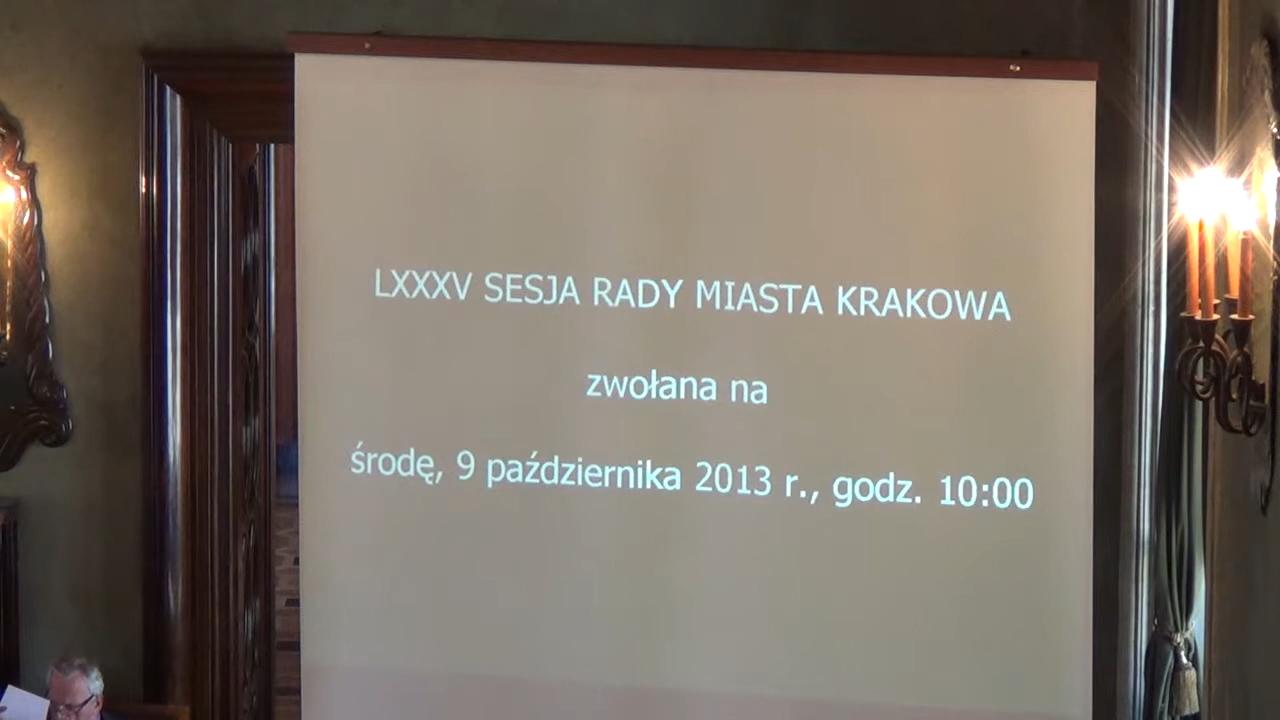 LXXXV SESJA RADY MIASTA KRAKOWA
zwołana na
środę, 9 października 2013 r., godz. 10:00